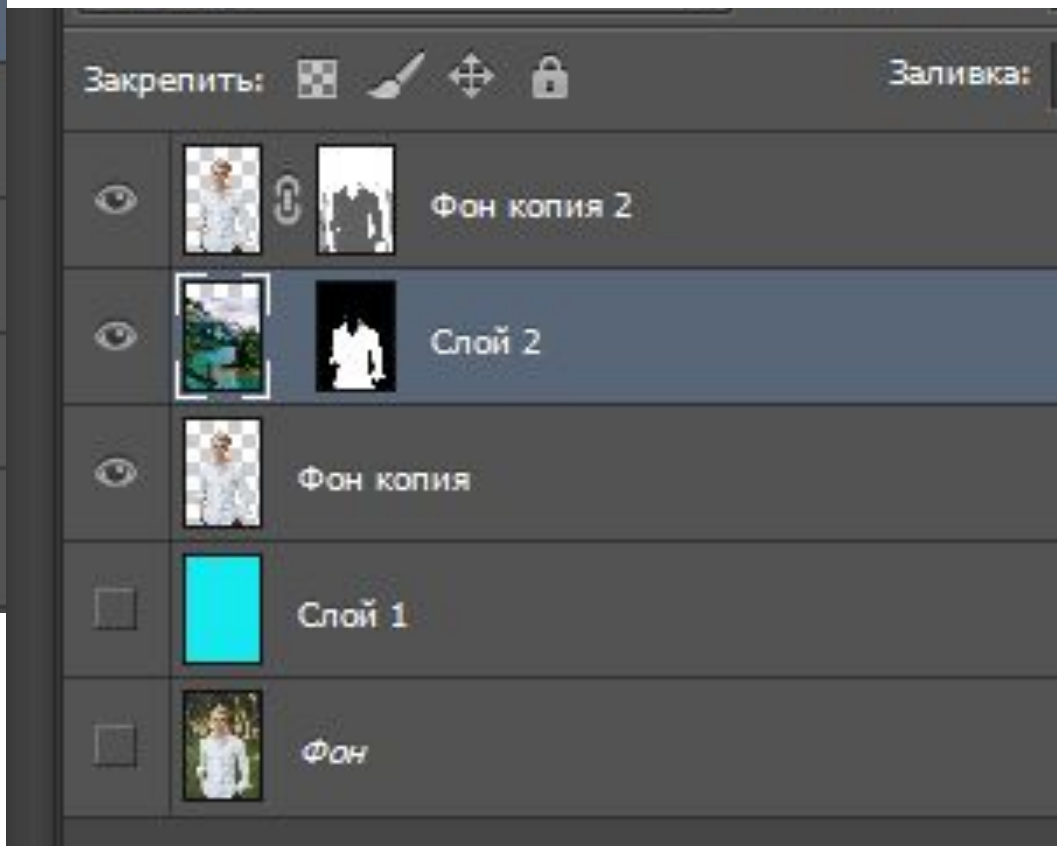 Закрепить: Заливка:
Фон копия 2
Слой 2
Фон копия
Слой 1
Фон